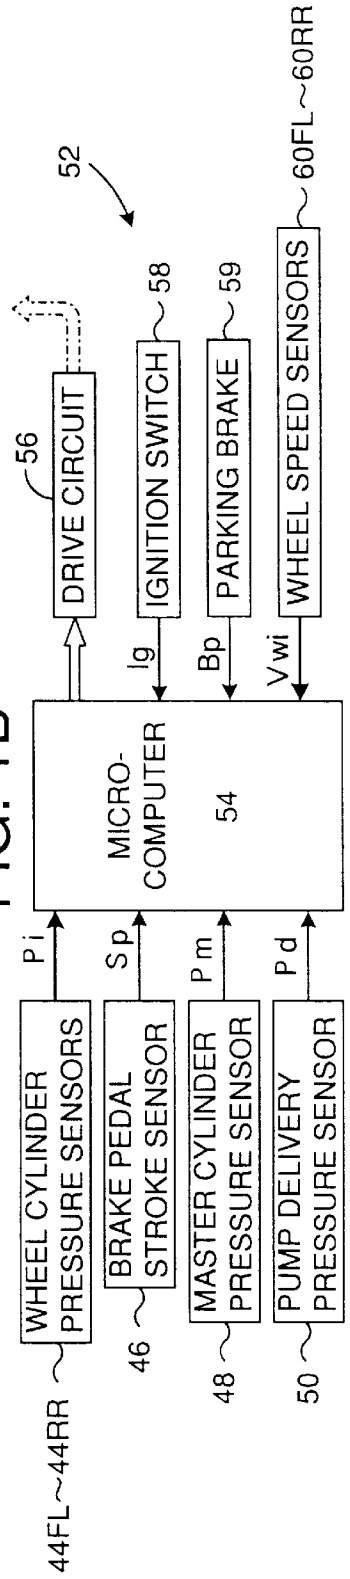 FIG. 1B
52
44FL~44RR
WHEEL CYLINDER
PRESSURE SENSORS
Pi
46
BRAKE PEDAL
STROKE SENSOR
Sp
48
MASTER CYLINDER
PRESSURE SENSOR
Pm
50
PUMP DELIVERY
PRESSURE SENSOR
Pd
MICRO-
COMPUTER
54
56
DRIVE CIRCUIT
Ig
IGNITION SWITCH
58
Bp
PARKING BRAKE
59
Vwi
WHEEL SPEED SENSORS
60FL~60RR